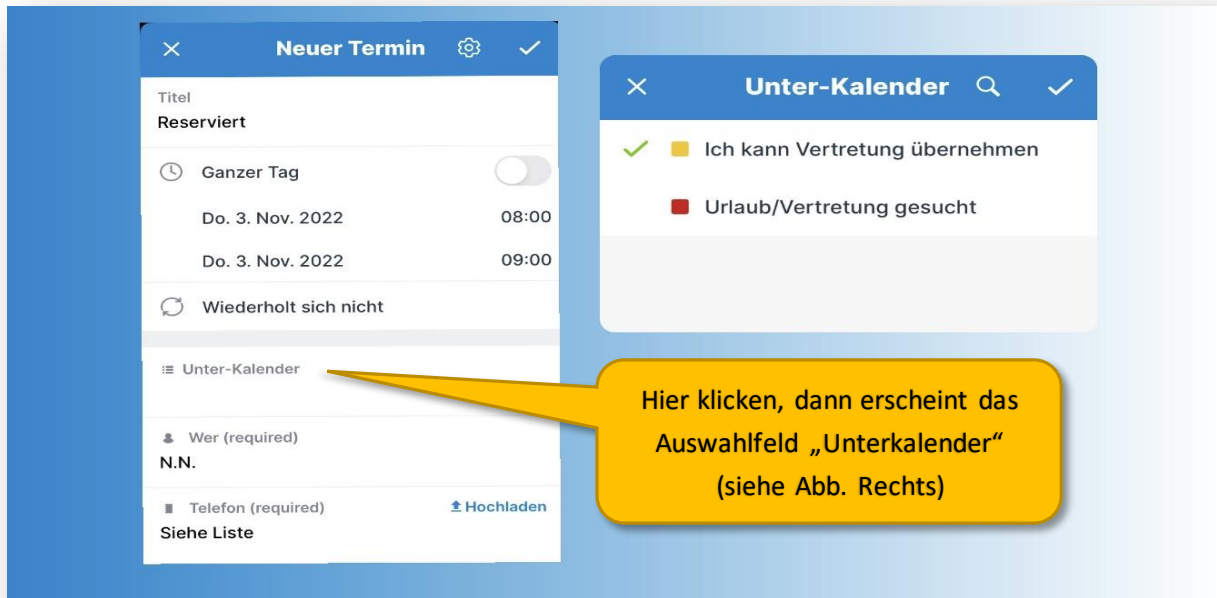 Neuer Termin
Titel
Reserviert
Ganzer Tag
Do. 3. Nov. 2022 08:00
Do. 3. Nov. 2022 09:00
Wiederholt sich nicht
Unter-Kalender
Wer (required)
N.N.
Telefon (required) Hochladen
Siehe Liste
Unter-Kalender
Ich kann Vertretung übernehmen
Urlaub/Vertretung gesucht
Hier klicken, dann erscheint das
Auswahlfeld „Unterkalender“
(siehe Abb. Rechts)